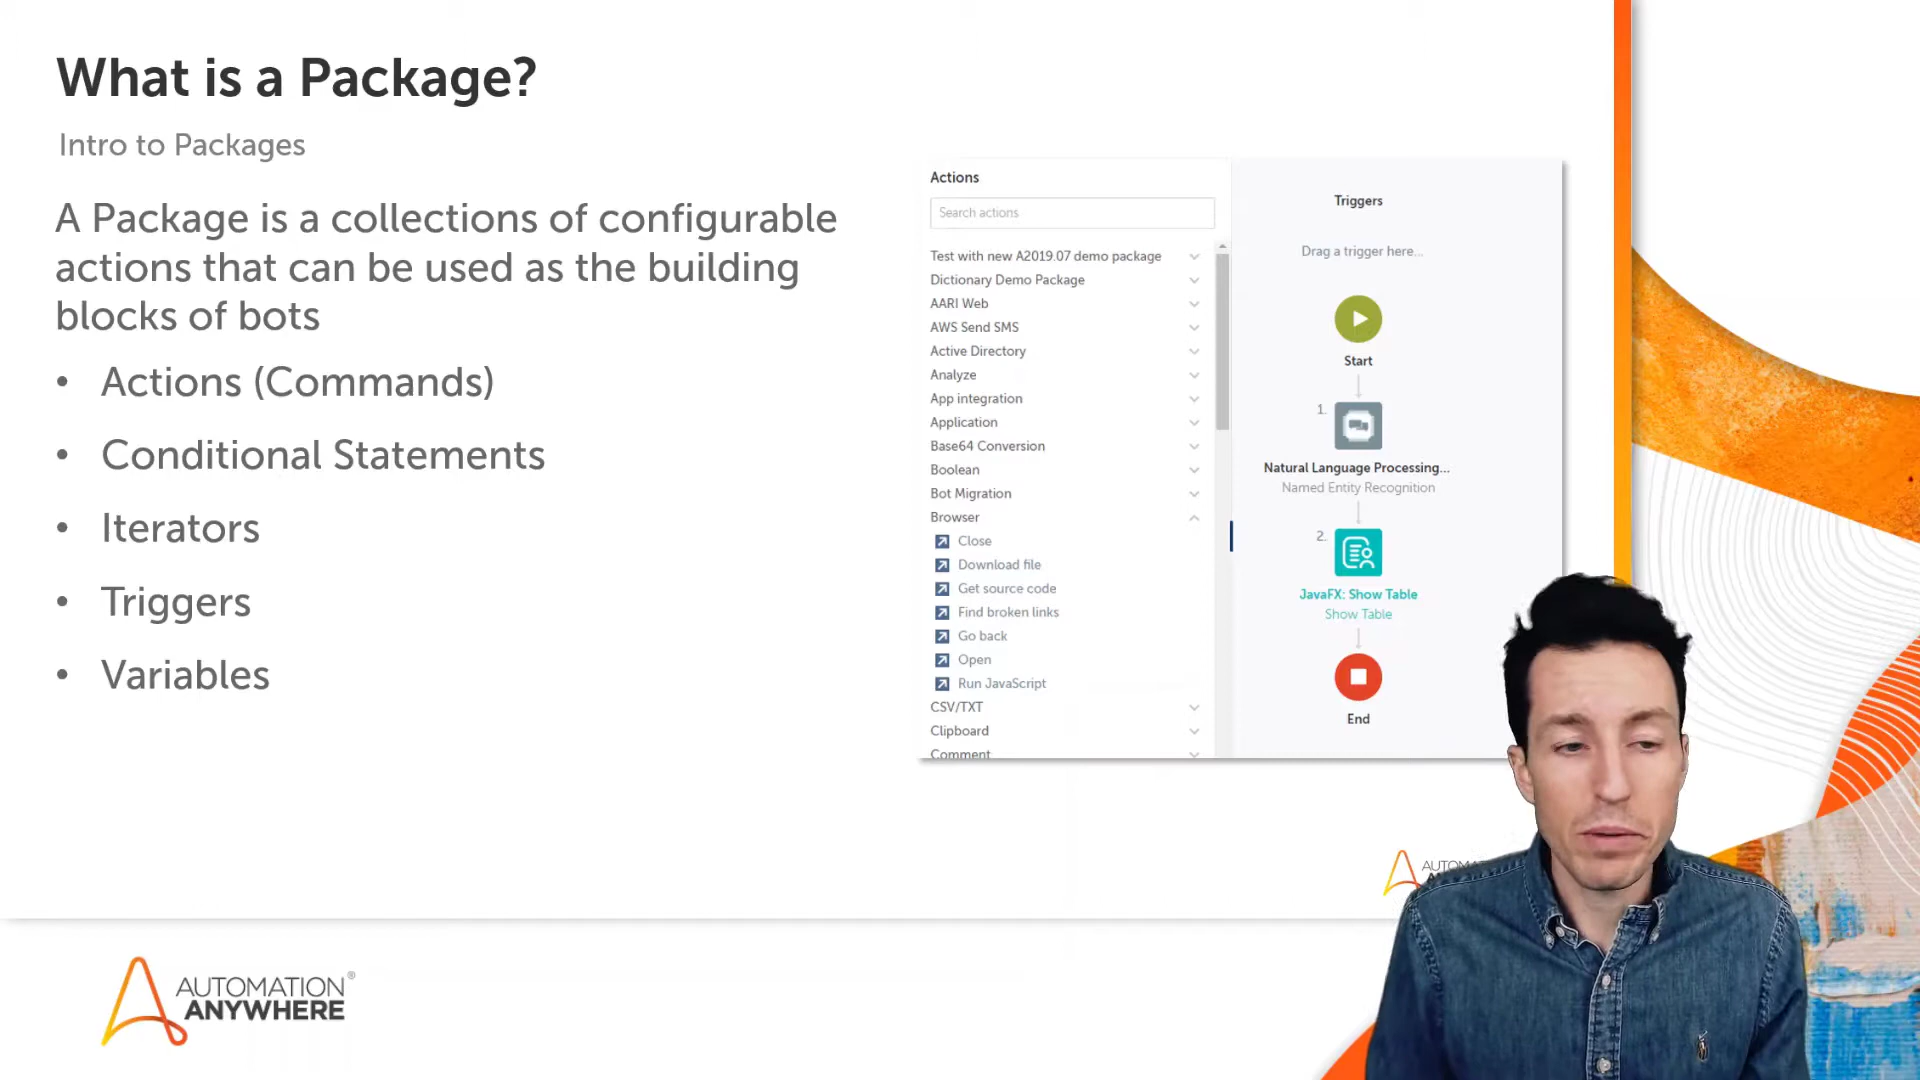 What is a Package?
Intro to Packages
A Package is a collections of configurable
actions that can be used as the building
blocks of bots
• Actions (Commands)
• Conditional Statements
• Iterators
• Triggers
• Variables
Actions
Search actions
Test with new A2019.07 demo package
Dictionary Demo Package
AARI Web
AWS Send SMS
Active Directory
Analyze
App integration
Application
Base64 Conversion
Boolean
Bot Migration
Browser
Close
Download file
Get source code
Find broken links
Go back
Open
Run JavaScript
CSV/TXT
Clipboard
Comment
Triggers
Drag a trigger here...
Start
1.
Natural Language Processing...
Named Entity Recognition
2.
JavaFX: Show Table
Show Table
End
AUTOMATION®
ANYWHERE